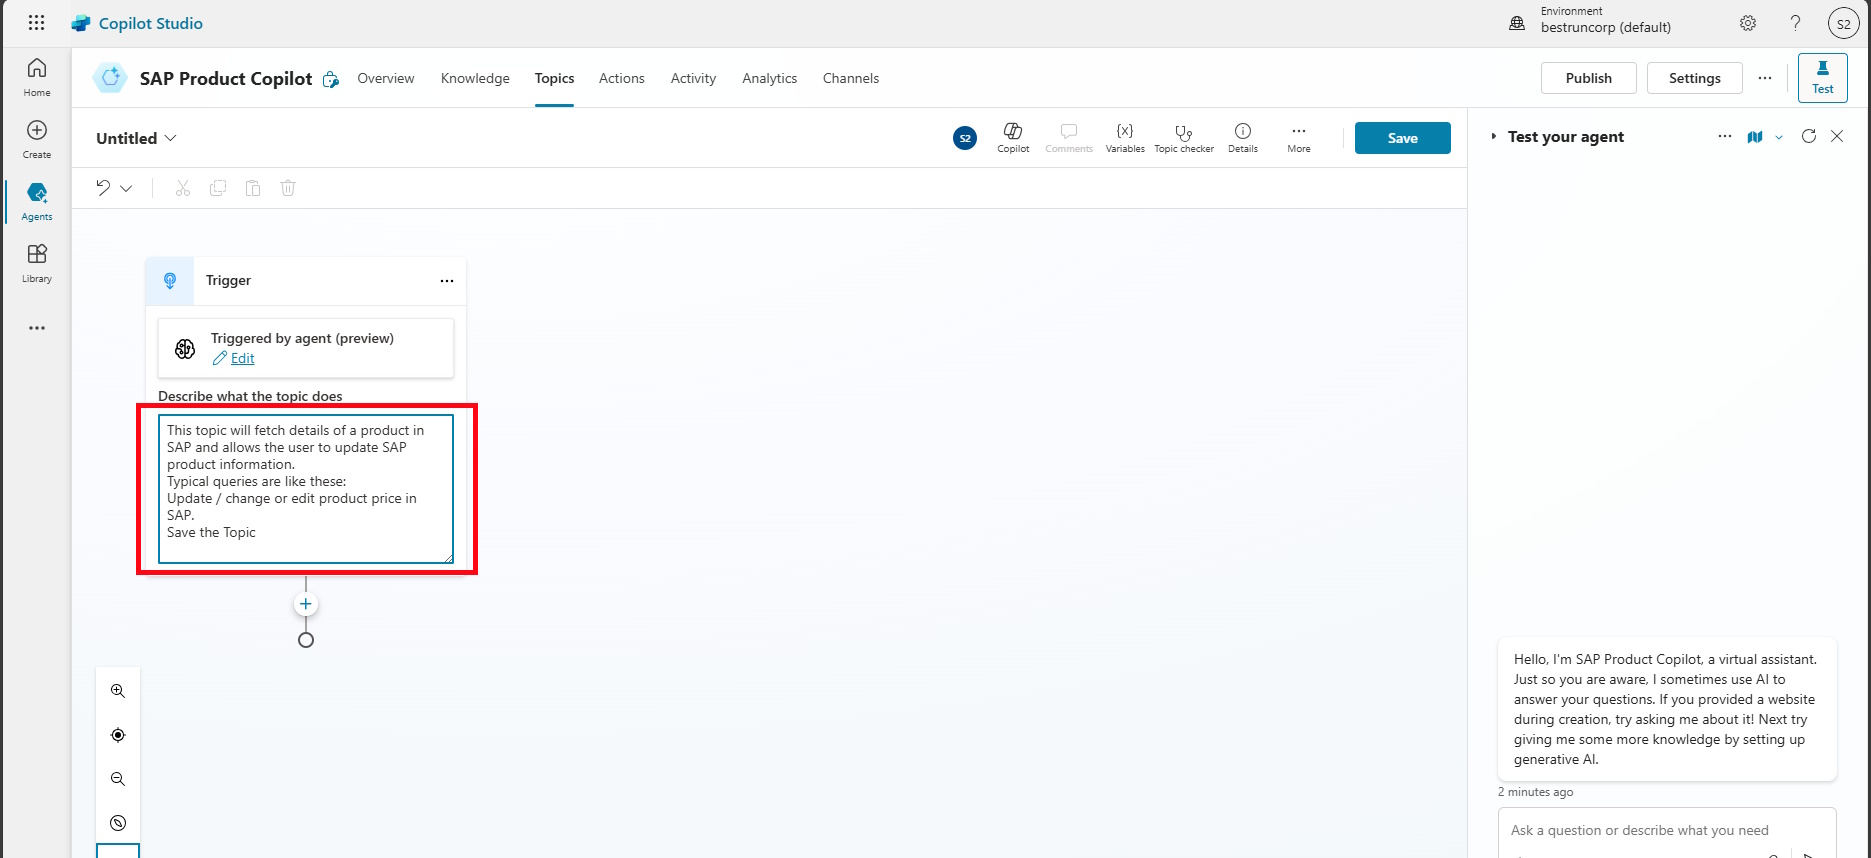 Copilot Studio
Environment
bestruncorp (default)
S2
Home
Create
Agents
Library
SAP Product Copilot
Overview
Knowledge
Topics
Actions
Activity
Analytics
Channels
Publish
Settings
Test
Untitled
S2
Copilot
Comments
{x}
Variables
Topic checker
Details
More
Save
Test your agent
Trigger
Triggered by agent (preview)
Edit
Describe what the topic does
This topic will fetch details of a product in
SAP and allows the user to update SAP
product information.
Typical queries are like these:
Update / change or edit product price in
SAP.
Save the Topic
Hello, I'm SAP Product Copilot, a virtual assistant.
Just so you are aware, I sometimes use AI to
answer your questions. If you provided a website
during creation, try asking me about it! Next try
giving me some more knowledge by setting up
generative AI.
2 minutes ago
Ask a question or describe what you need